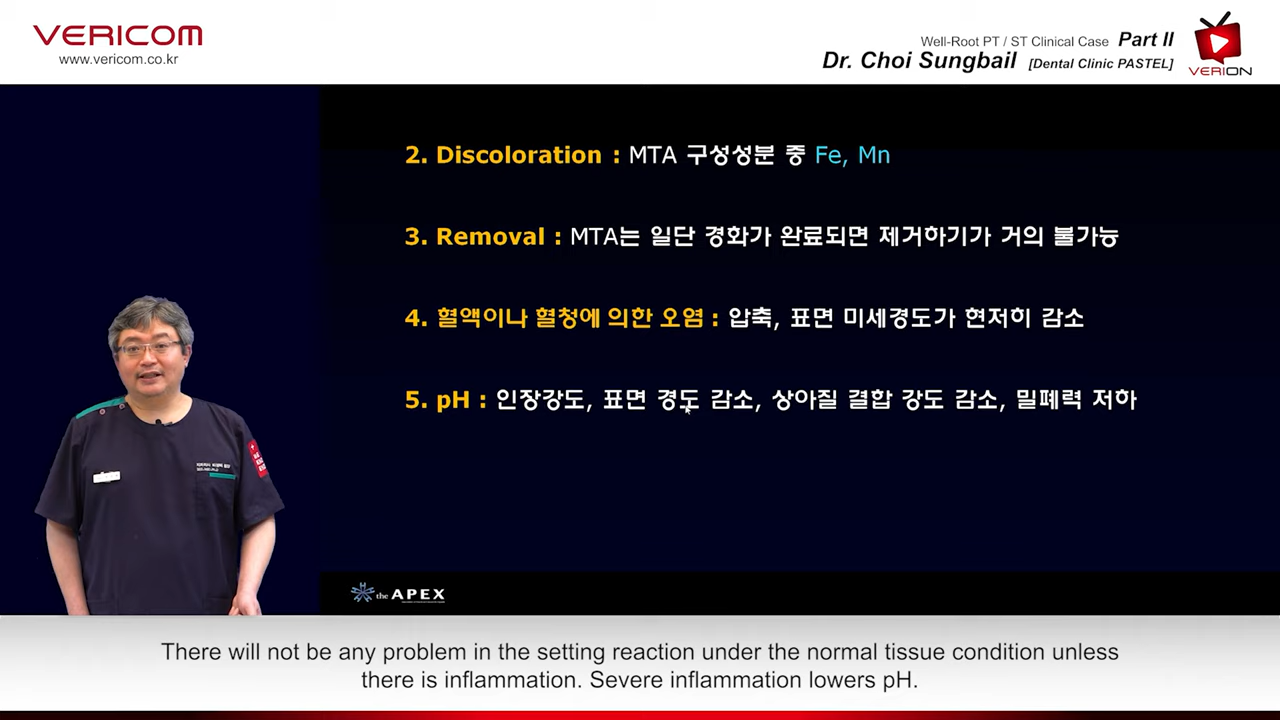 VERICOM
www.vericom.co.kr
Well-Root PT / ST Clinical Case Part II
Dr. Choi Sungbail [Dental Clinic PASTEL]
VERION
2. Discoloration : MTA 구성성분 중 Fe, Mn
3. Removal : MTA는 일단 경화가 완료되면 제거하기가 거의 불가능
4. 혈액이나 혈청에 의한 오염 : 압축, 표면 미세경도가 현저히 감소
5. pH : 인장강도, 표면 경도 감소, 상아질 결합 강도 감소, 밀폐력 저하
the APEX
There will not be any problem in the setting reaction under the normal tissue condition unless
there is inflammation. Severe inflammation lowers pH.